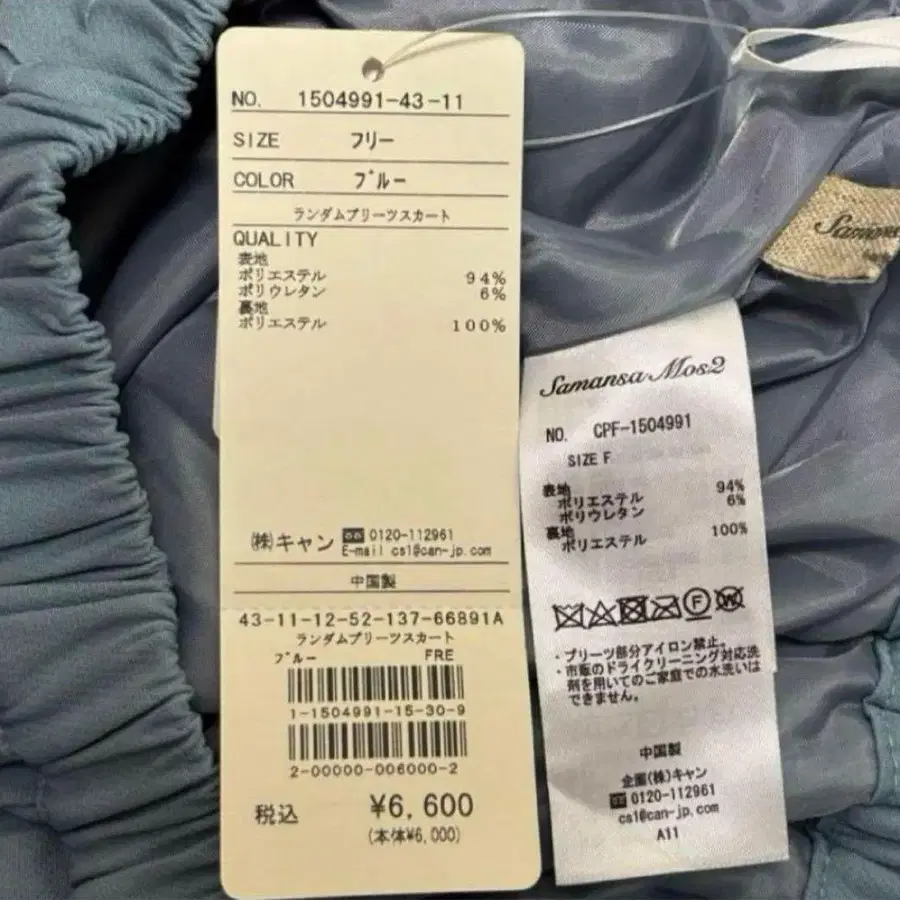 NO. 1504991-43-11
SIZE フリー
COLOR ブルー
ランダムプリーツスカート
QUALITY
表地
ポリエステル 94%
ポリウレタン 6%
裏地
ポリエステル 100%
㈱キャン 0120-112961
E-mail cs1@can-jp.com
中国製
43-11-12-52-137-66891A
ランダムプリーツスカート
ブルー FRE
1-1504991-15-30-9
2-00000-006000-2
税込 ¥6,600
(本体¥6,000)
Samansa
Samansa Mos2
NO. CPF-1504991
SIZE F
表地
ポリエステル 94%
ポリウレタン 6%
裏地
ポリエステル 100%
F W
・プリーツ部分アイロン禁止。
・市販のドライクリーニング対応洗
剤を用いてのご家庭での水洗いは
できません。
中国製
企画(株)キャン
0120-112961
cs1@can-jp.com
A11